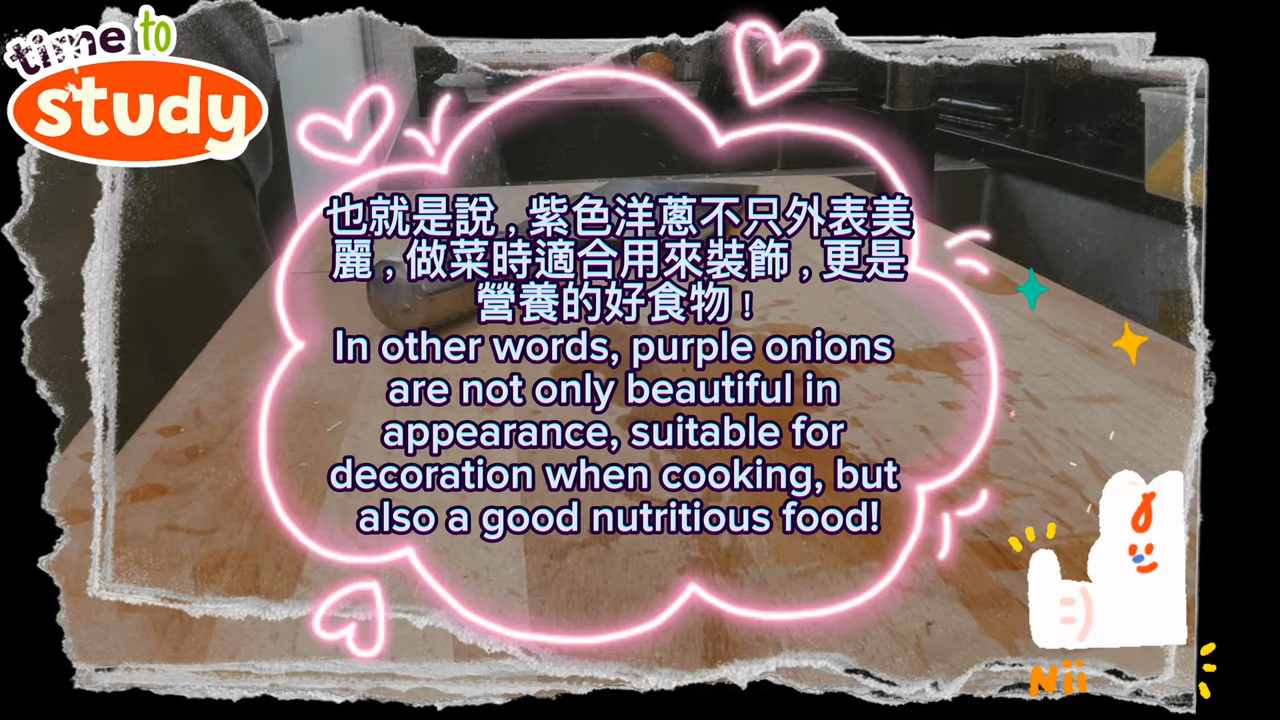 time to
study
也就是說，紫色洋蔥不只外表美
麗，做菜時適合用來裝飾，更是
營養的好食物！
In other words, purple onions
are not only beautiful in
appearance, suitable for
decoration when cooking, but
also a good nutritious food!
Nii